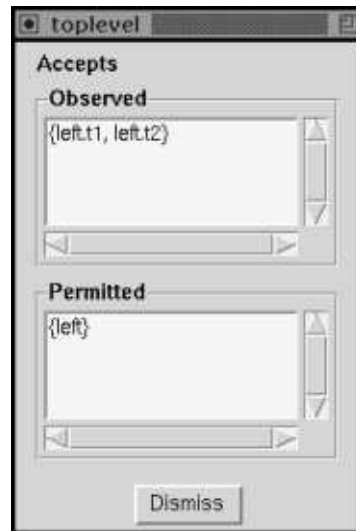 toplevel
Accepts
Observed
{left.t1, left.t2}
Permitted
{left}
Dismiss